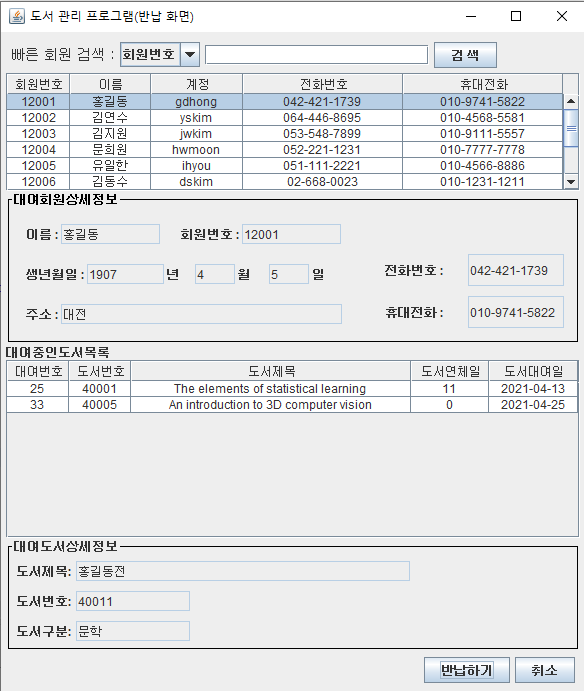 도서 관리 프로그램(반납 화면)
빠른 회원 검색 : 회원번호 검 색
회원번호 이름 계정 전화번호 휴대전화
12001 홍길동 gdhong 042-421-1739 010-9741-5822
12002 김연수 yskim 064-446-8695 010-4568-5581
12003 김지원 jwkim 053-548-7899 010-9111-5557
12004 문희원 hwmoon 052-221-1231 010-7777-7778
12005 유일한 ihyou 051-111-2221 010-4566-8886
12006 김동수 dskim 02-668-0023 010-1231-1211
대여회원상세정보
이름 : 홍길동 회원번호 : 12001
생년월일 : 1907 년 4 월 5 일 전화번호 : 042-421-1739
주소 : 대전 휴대전화 : 010-9741-5822
대여중인도서목록
대여번호 도서번호 도서제목 도서연체일 도서대여일
25 40001 The elements of statistical learning 11 2021-04-13
33 40005 An introduction to 3D computer vision 0 2021-04-25
대여도서상세정보
도서제목: 홍길동전
도서번호: 40011
도서구분: 문학
반납하기 취소